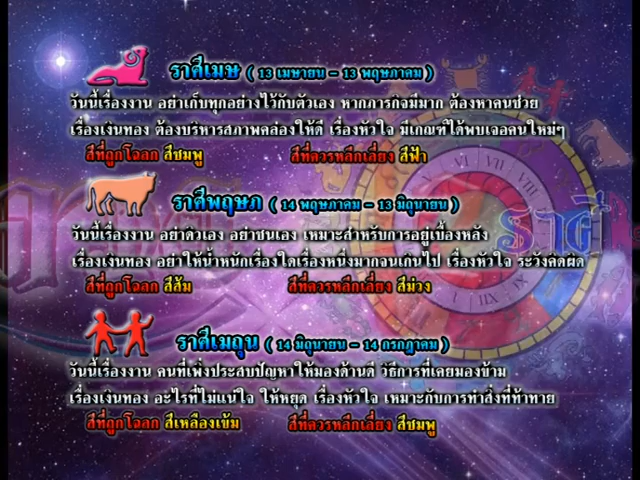 ราศีเมษ ( 13 เมษายน - 13 พฤษภาคม )
วันนี้เรื่องงาน อย่าเก็บทุกอย่างไว้กับตัวเอง หากภารกิจมีมาก ต้องหาคนช่วย
เรื่องเงินทอง ต้องบริหารสภาพคล่องให้ดี เรื่องหัวใจ มีเกณฑ์ได้พบเจอคนใหม่ๆ
สีที่ถูกโฉลก สีชมพู สีที่ควรหลีกเลี่ยง สีฟ้า
ราศีพฤษภ ( 14 พฤษภาคม - 13 มิถุนายน )
วันนี้เรื่องงาน อย่าคิวเอง อย่าชนเอง เหมาะสำหรับการอยู่เบื้องหลัง
เรื่องเงินทอง อย่าให้น้ำหนักเรื่องใดเรื่องหนึ่งมากจนเกินไป เรื่องหัวใจ ระวังคิดผิด
สีที่ถูกโฉลก สีส้ม สีที่ควรหลีกเลี่ยง สีม่วง
ราศี
ราศีเมถุน ( 14 มิถุนายน - 14 กรกฎาคม )
วันนี้เรื่องงาน คนที่เพิ่งประสบปัญหาให้มองด้านดี วิธีการที่เคยมองข้าม
เรื่องเงินทอง อะไรที่ไม่แน่ใจ ให้หยุด เรื่องหัวใจ เหมาะกับการทำสิ่งที่ท้าทาย
สีที่ถูกโฉลก สีเหลืองเข้ม สีที่ควรหลีกเลี่ยง สีชมพู